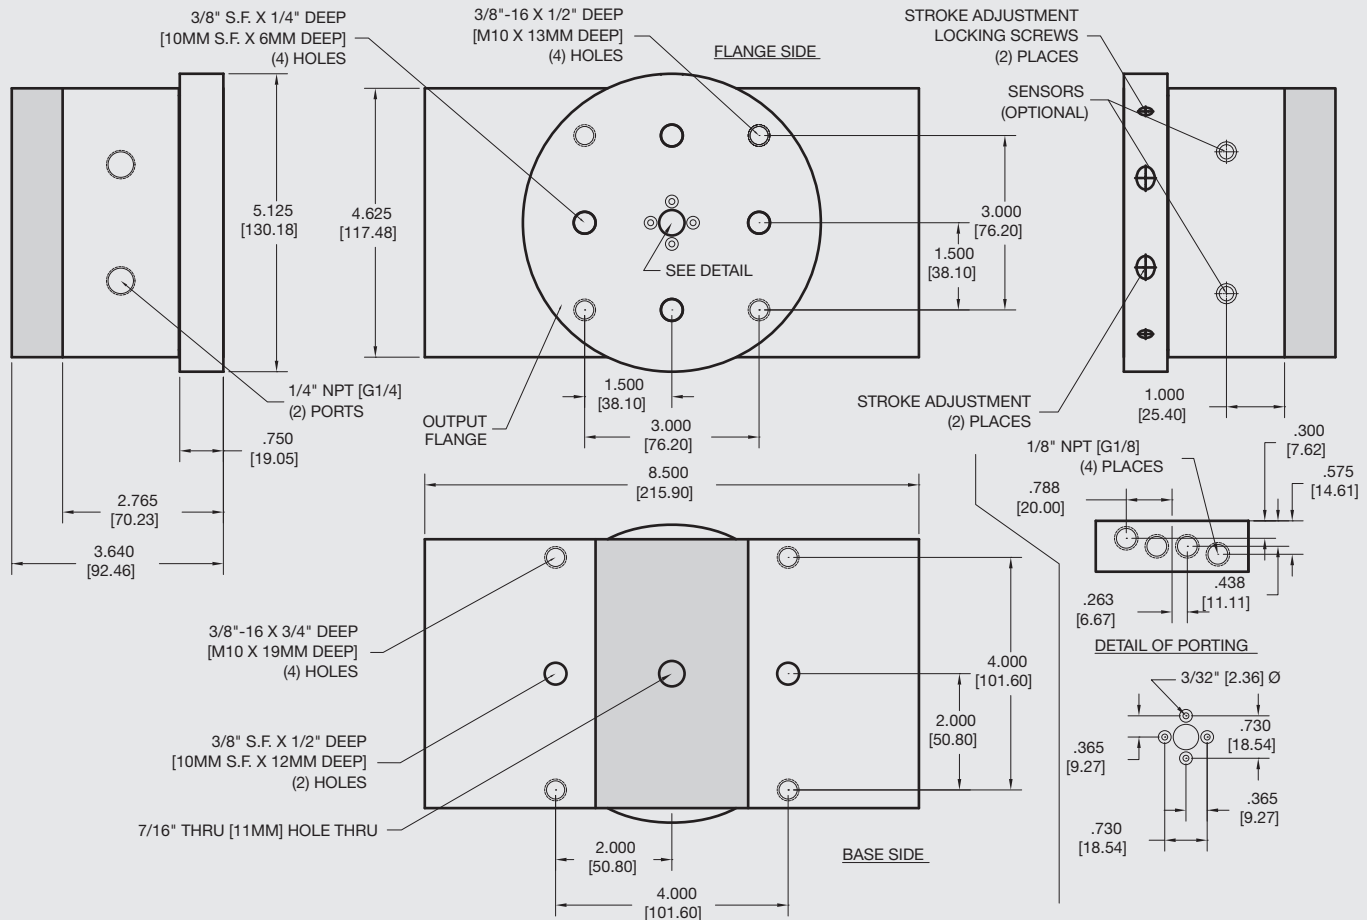 3/8" S.F. X 1/4" DEEP
[10MM S.F. X 6MM DEEP]
(4) HOLES
3/8"-16 X 1/2" DEEP
[M10 X 13MM DEEP]
(4) HOLES
FLANGE SIDE
STROKE ADJUSTMENT
LOCKING SCREWS
(2) PLACES
SENSORS
(OPTIONAL)
5.125
[130.18]
4.625
[117.48]
3.000
[76.20]
1.500
[38.10]
SEE DETAIL
1/4" NPT [G1/4]
(2) PORTS
OUTPUT
FLANGE
1.500
[38.10]
3.000
[76.20]
STROKE ADJUSTMENT
(2) PLACES
1.000
[25.40]
.750
[19.05]
2.765
[70.23]
3.640
[92.46]
8.500
[215.90]
1/8" NPT [G1/8]
(4) PLACES
.300
[7.62]
.575
[14.61]
.788
[20.00]
.438
[11.11]
.263
[6.67]
DETAIL OF PORTING
3/8"-16 X 3/4" DEEP
[M10 X 19MM DEEP]
(4) HOLES
3/8" S.F. X 1/2" DEEP
[10MM S.F. X 12MM DEEP]
(2) HOLES
7/16" THRU [11MM] HOLE THRU
4.000
[101.60]
2.000
[50.80]
2.000
[50.80]
4.000
[101.60]
BASE SIDE
3/32" [2.36] Ø
.730
[18.54]
.365
[9.27]
.365
[9.27]
.730
[18.54]